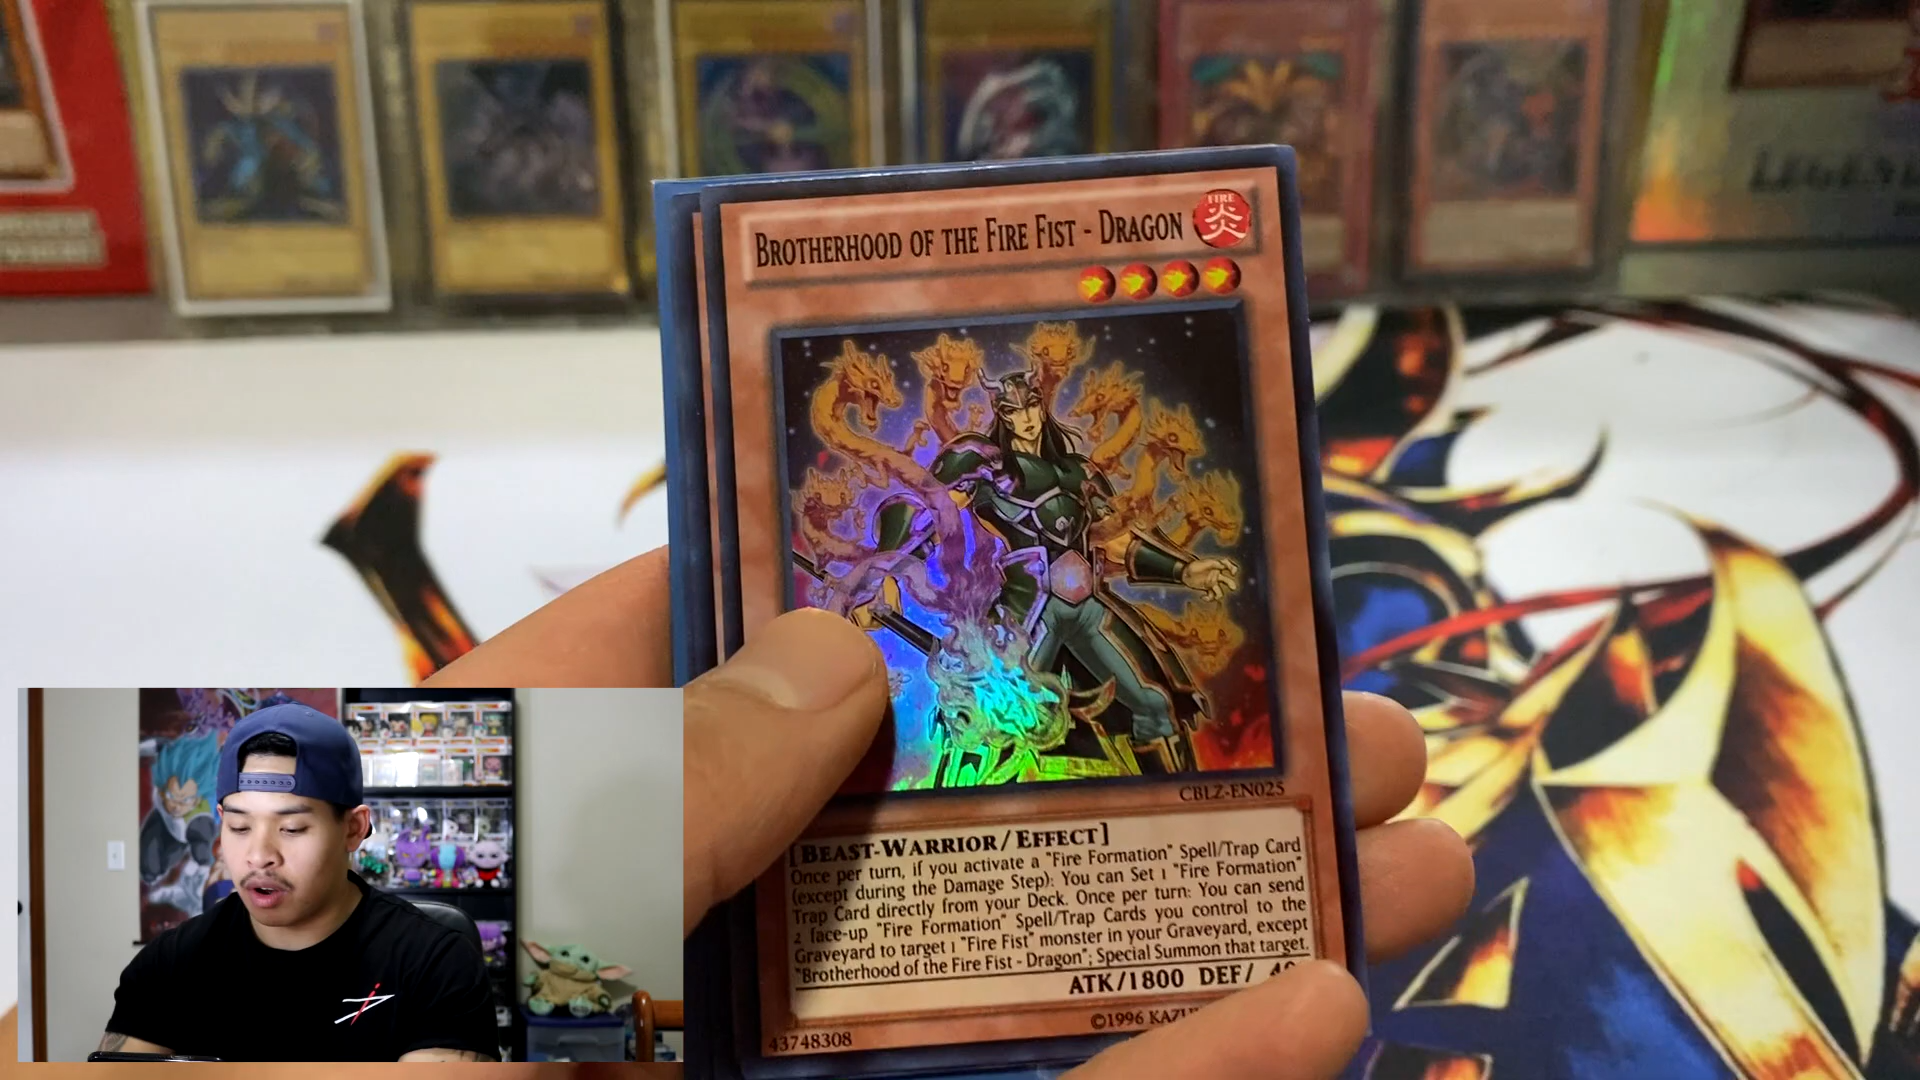 LEGEN
BROTHERHOOD OF THE FIRE FIST - DRAGON
FIRE
炎
CBLZ-EN025
[BEAST-WARRIOR/EFFECT]
Once per turn, if you activate a "Fire Formation" Spell/Trap Card
(except during the Damage Step): You can Set 1 "Fire Formation"
Trap Card directly from your Deck. Once per turn: You can send
2 face-up "Fire Formation" Spell/Trap Cards you control to the
Graveyard to target 1 "Fire Fist" monster in your Graveyard, except
"Brotherhood of the Fire Fist - Dragon"; Special Summon that target.
ATK/1800 DEF/
43748308
©1996